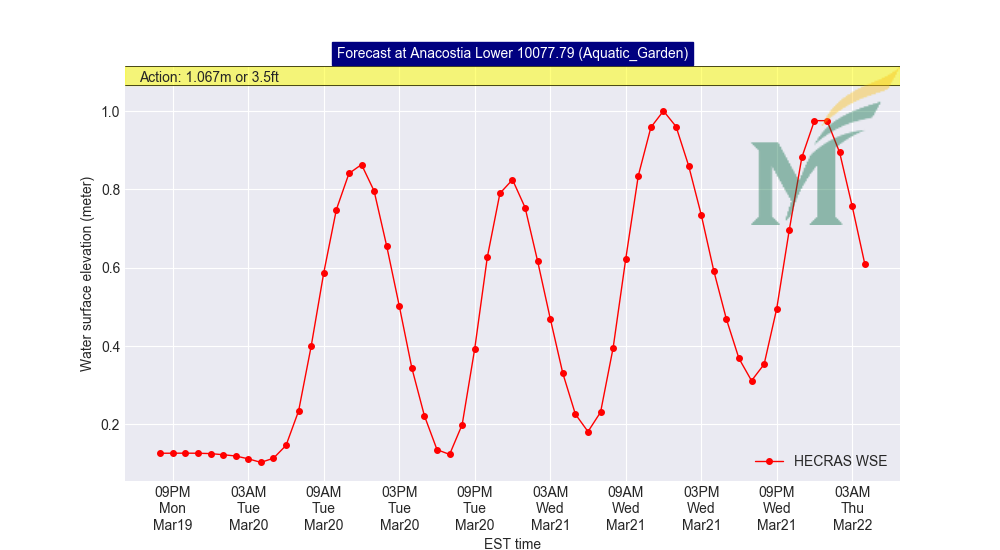 Forecast at Anacostia Lower 10077.79 (Aquatic_Garden)
Action: 1.067m or 3.5ft
1.0
0.8
0.6
0.4
0.2
Water surface elevation (meter)
M
HECRAS WSE
09PM 03AM 09AM 03PM 09PM 03AM 09AM 03PM 09PM 03AM
Mon Tue Tue Tue Tue Wed Wed Wed Wed Thu
Mar19 Mar20 Mar20 Mar20 Mar20 Mar21 Mar21 Mar21 Mar21 Mar22
EST time